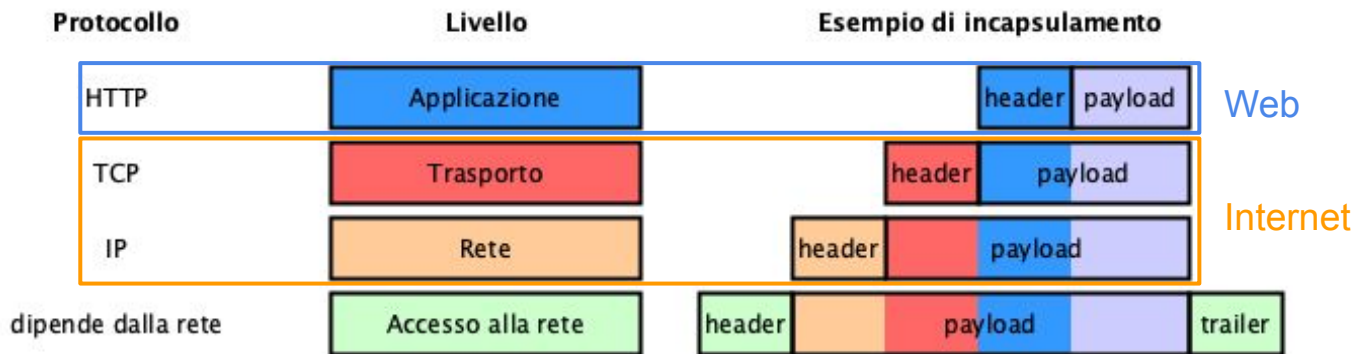 Protocollo Livello Esempio di incapsulamento
HTTP Applicazione header payload Web
TCP Trasporto header payload
Internet
IP Rete header payload
dipende dalla rete Accesso alla rete header payload trailer